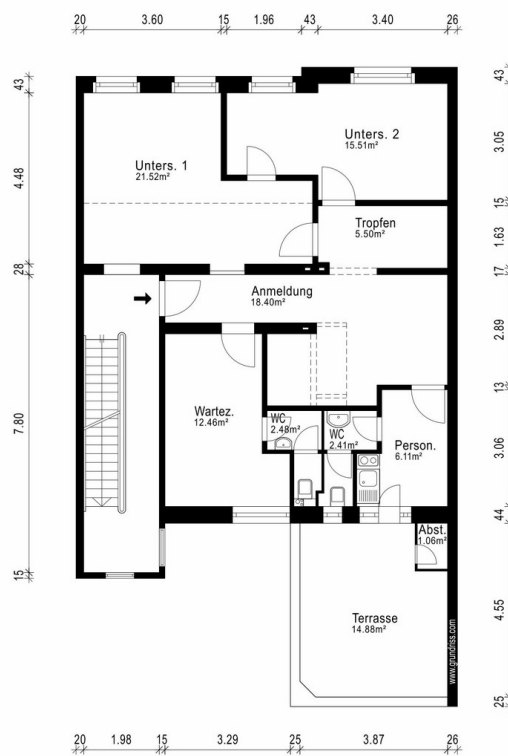 20 3.60 15 1.96 43 3.40 26
43
4.48
28
7.80
15
43
3.05
15
1.63
17
2.89
13
3.06
44
4.55
25
Unters. 1
21.52m²
Unters. 2
15.51m²
Tropfen
5.50m²
Anmeldung
18.40m²
Wartez.
12.46m²
WC
2.48m²
WC
2.41m²
Person.
6.11m²
Abst.
1.06m²
Terrasse
14.88m²
www.grundriss.com
20 1.98 15 3.29 25 3.87 26